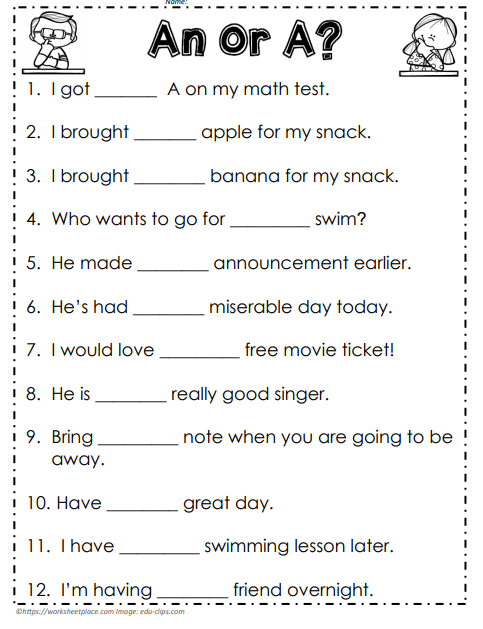 Name:
An or A?
1. I got _______ A on my math test.
2. I brought _______ apple for my snack.
3. I brought ________ banana for my snack.
4. Who wants to go for _________ swim?
5. He made ________ announcement earlier.
6. He's had ________ miserable day today.
7. I would love _________ free movie ticket!
8. He is ________ really good singer.
9. Bring _________ note when you are going to be
away.
10. Have ________ great day.
11. I have _________ swimming lesson later.
12. I'm having ________ friend overnight.
©https://worksheetplace.com Image: edu-clips.com